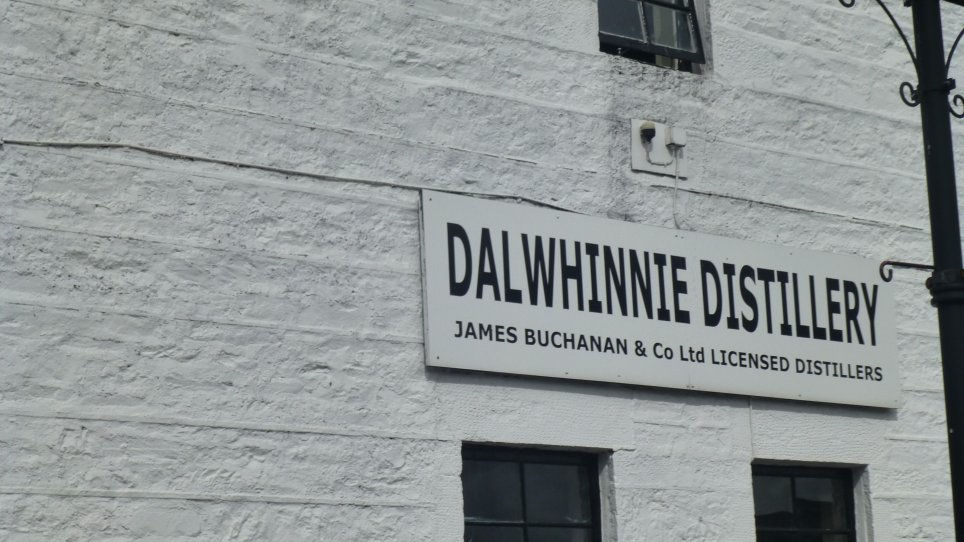 DALWHINNIE DISTILLERY
JAMES BUCHANAN & Co Ltd LICENSED DISTILLERS